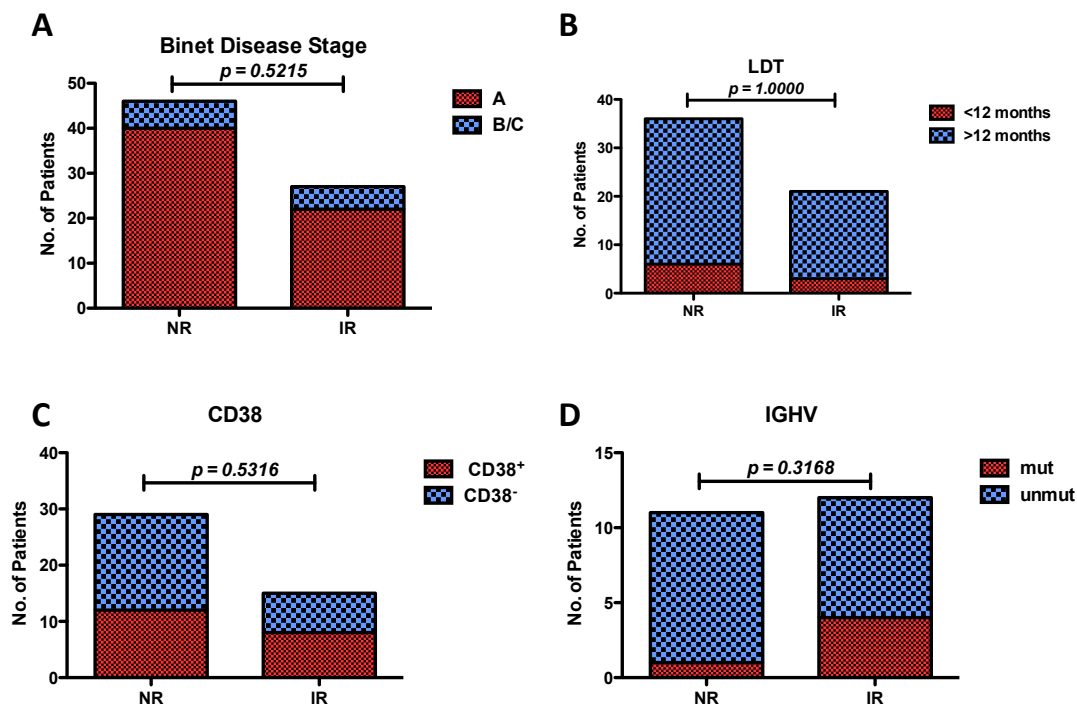 A
Binet Disease Stage
p = 0.5215
50
40
30
20
10
0
No. of Patients
NR IR
A
B/C
B
LDT
p = 1.0000
40
30
20
10
0
No. of Patients
NR IR
<12 months
>12 months
C
CD38
p = 0.5316
40
30
20
10
0
No. of Patients
NR IR
CD38⁺
CD38⁻
D
IGHV
p = 0.3168
15
10
5
0
No. of Patients
NR IR
mut
unmut